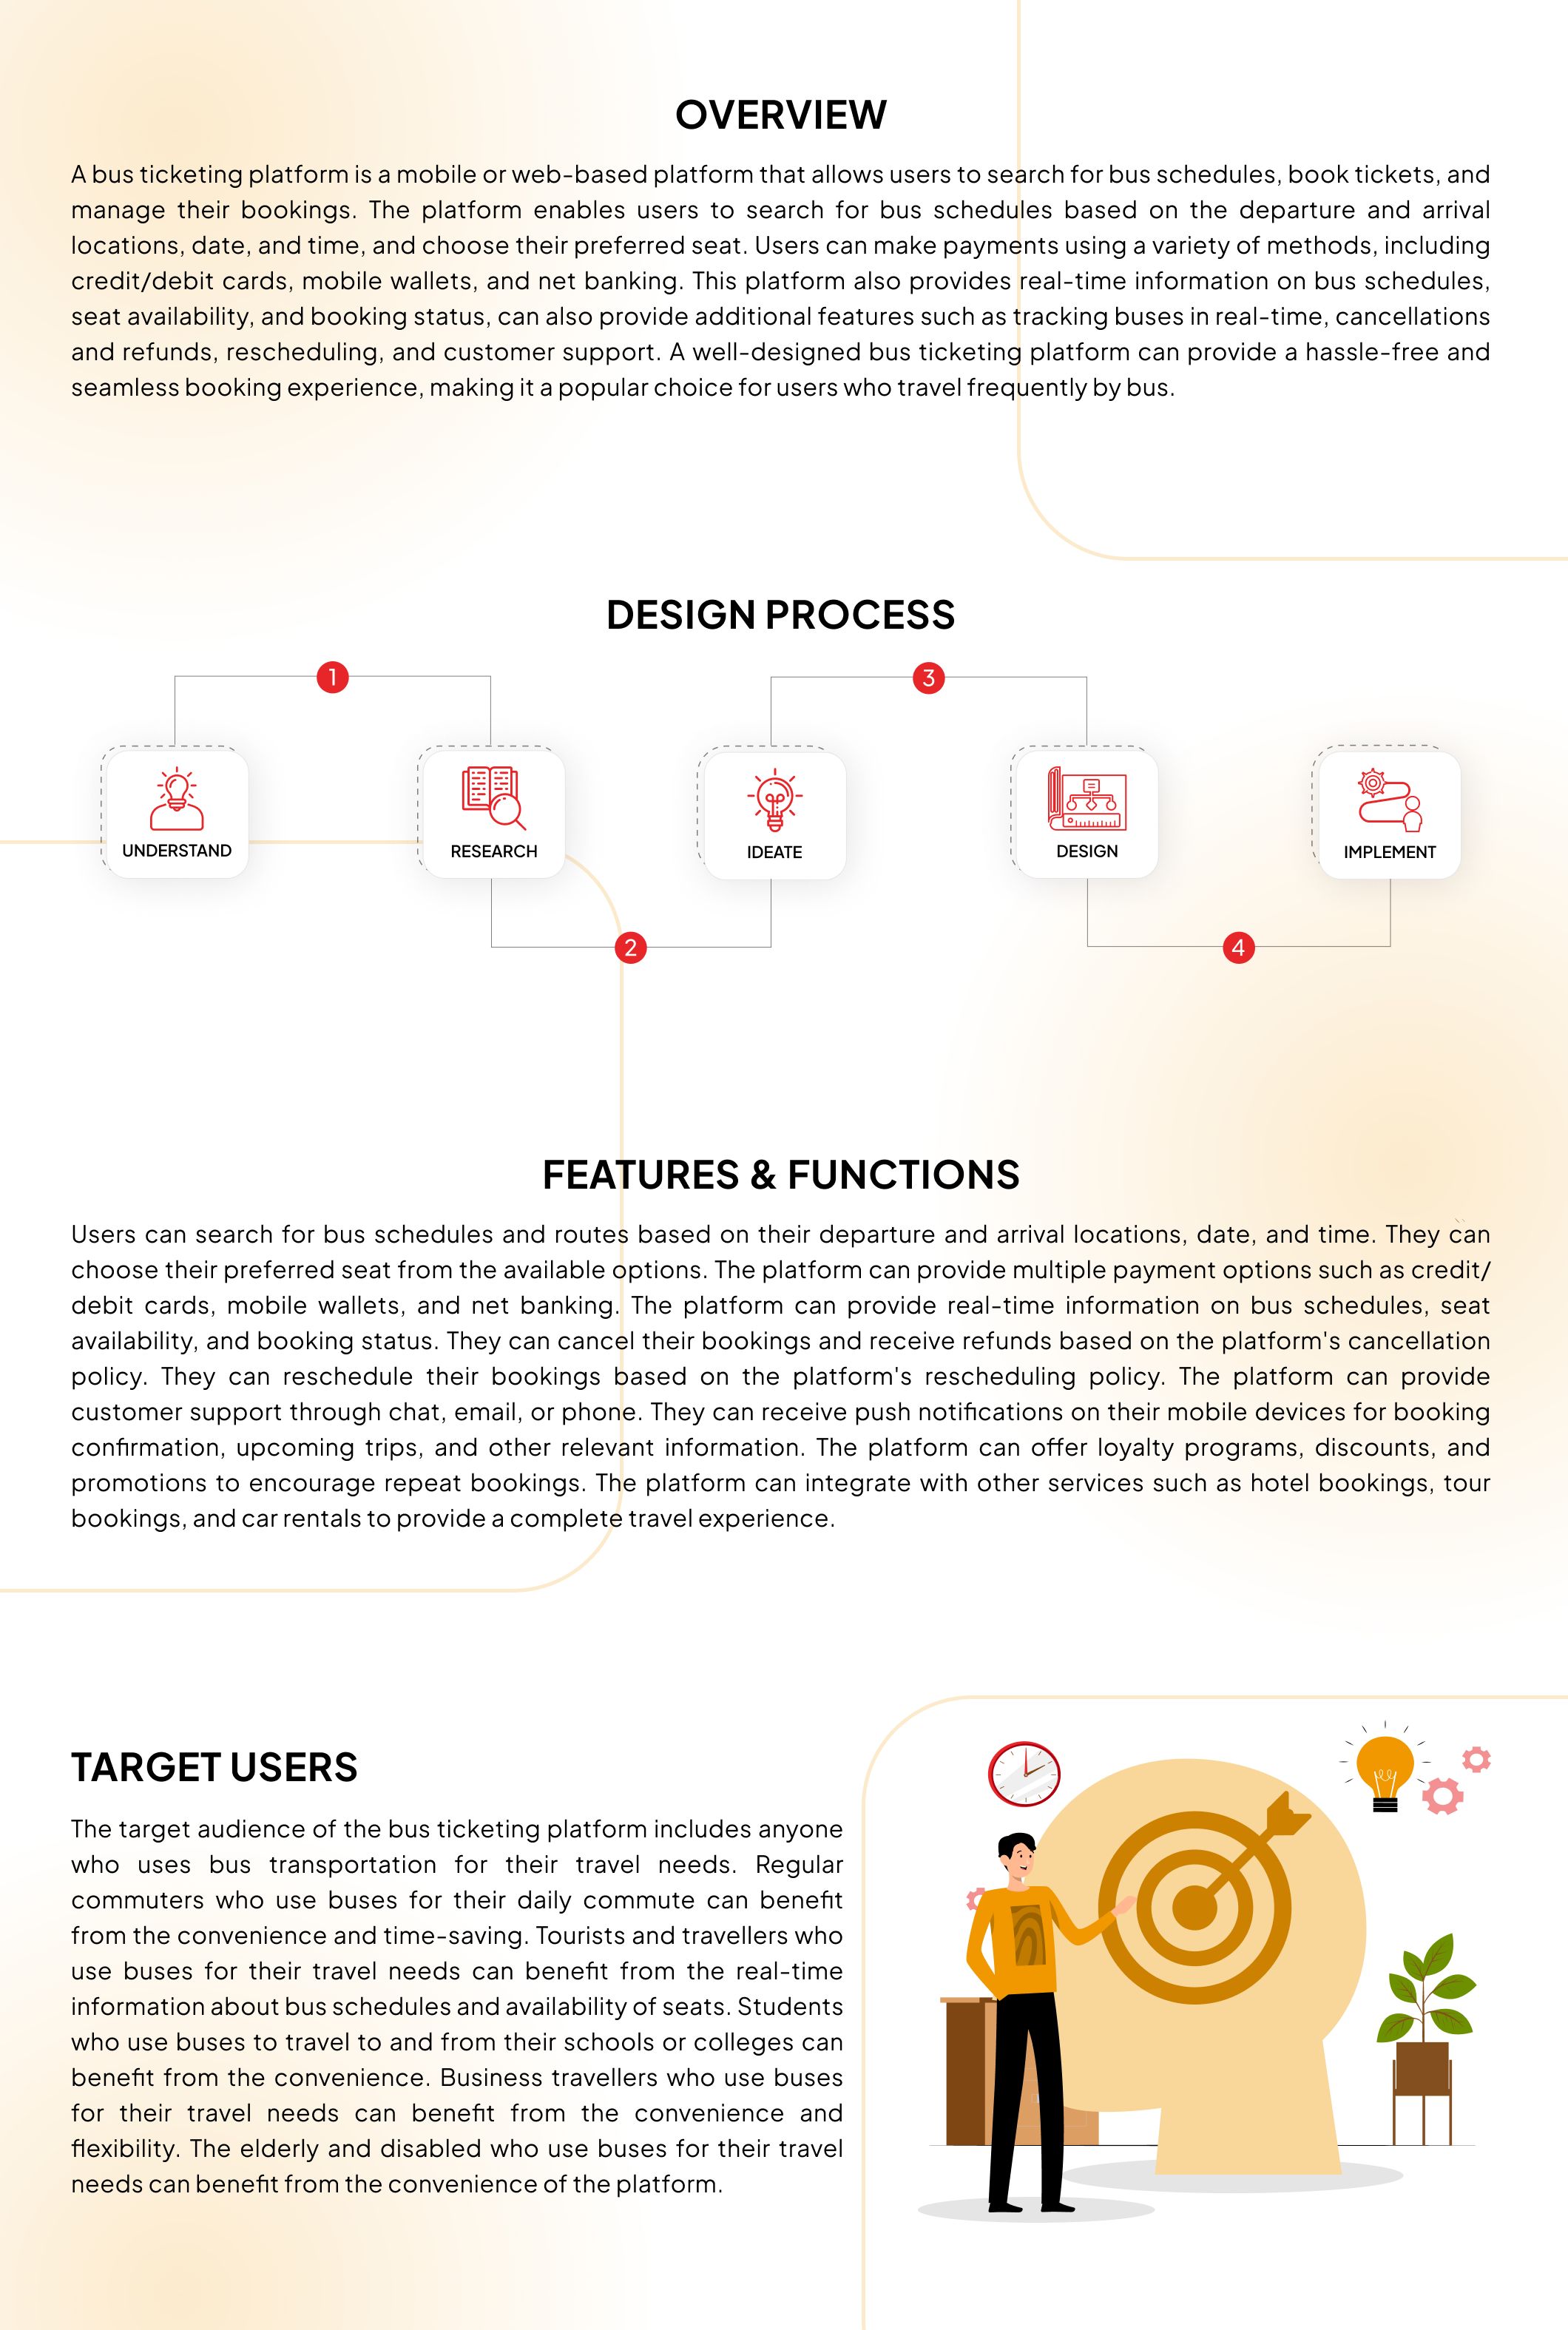 OVERVIEW
A bus ticketing platform is a mobile or web-based platform that allows users to search for bus schedules, book tickets, and
manage their bookings. The platform enables users to search for bus schedules based on the departure and arrival
locations, date, and time, and choose their preferred seat. Users can make payments using a variety of methods, including
credit/debit cards, mobile wallets, and net banking. This platform also provides real-time information on bus schedules,
seat availability, and booking status, can also provide additional features such as tracking buses in real-time, cancellations
and refunds, rescheduling, and customer support. A well-designed bus ticketing platform can provide a hassle-free and
seamless booking experience, making it a popular choice for users who travel frequently by bus.
DESIGN PROCESS
1
3
UNDERSTAND
RESEARCH
IDEATE
DESIGN
IMPLEMENT
2
4
FEATURES & FUNCTIONS
Users can search for bus schedules and routes based on their departure and arrival locations, date, and time. They can
choose their preferred seat from the available options. The platform can provide multiple payment options such as credit/
debit cards, mobile wallets, and net banking. The platform can provide real-time information on bus schedules, seat
availability, and booking status. They can cancel their bookings and receive refunds based on the platform's cancellation
policy. They can reschedule their bookings based on the platform's rescheduling policy. The platform can provide
customer support through chat, email, or phone. They can receive push notifications on their mobile devices for booking
confirmation, upcoming trips, and other relevant information. The platform can offer loyalty programs, discounts, and
promotions to encourage repeat bookings. The platform can integrate with other services such as hotel bookings, tour
bookings, and car rentals to provide a complete travel experience.
TARGET USERS
The target audience of the bus ticketing platform includes anyone
who uses bus transportation for their travel needs. Regular
commuters who use buses for their daily commute can benefit
from the convenience and time-saving. Tourists and travellers who
use buses for their travel needs can benefit from the real-time
information about bus schedules and availability of seats. Students
who use buses to travel to and from their schools or colleges can
benefit from the convenience. Business travellers who use buses
for their travel needs can benefit from the convenience and
flexibility. The elderly and disabled who use buses for their travel
needs can benefit from the convenience of the platform.